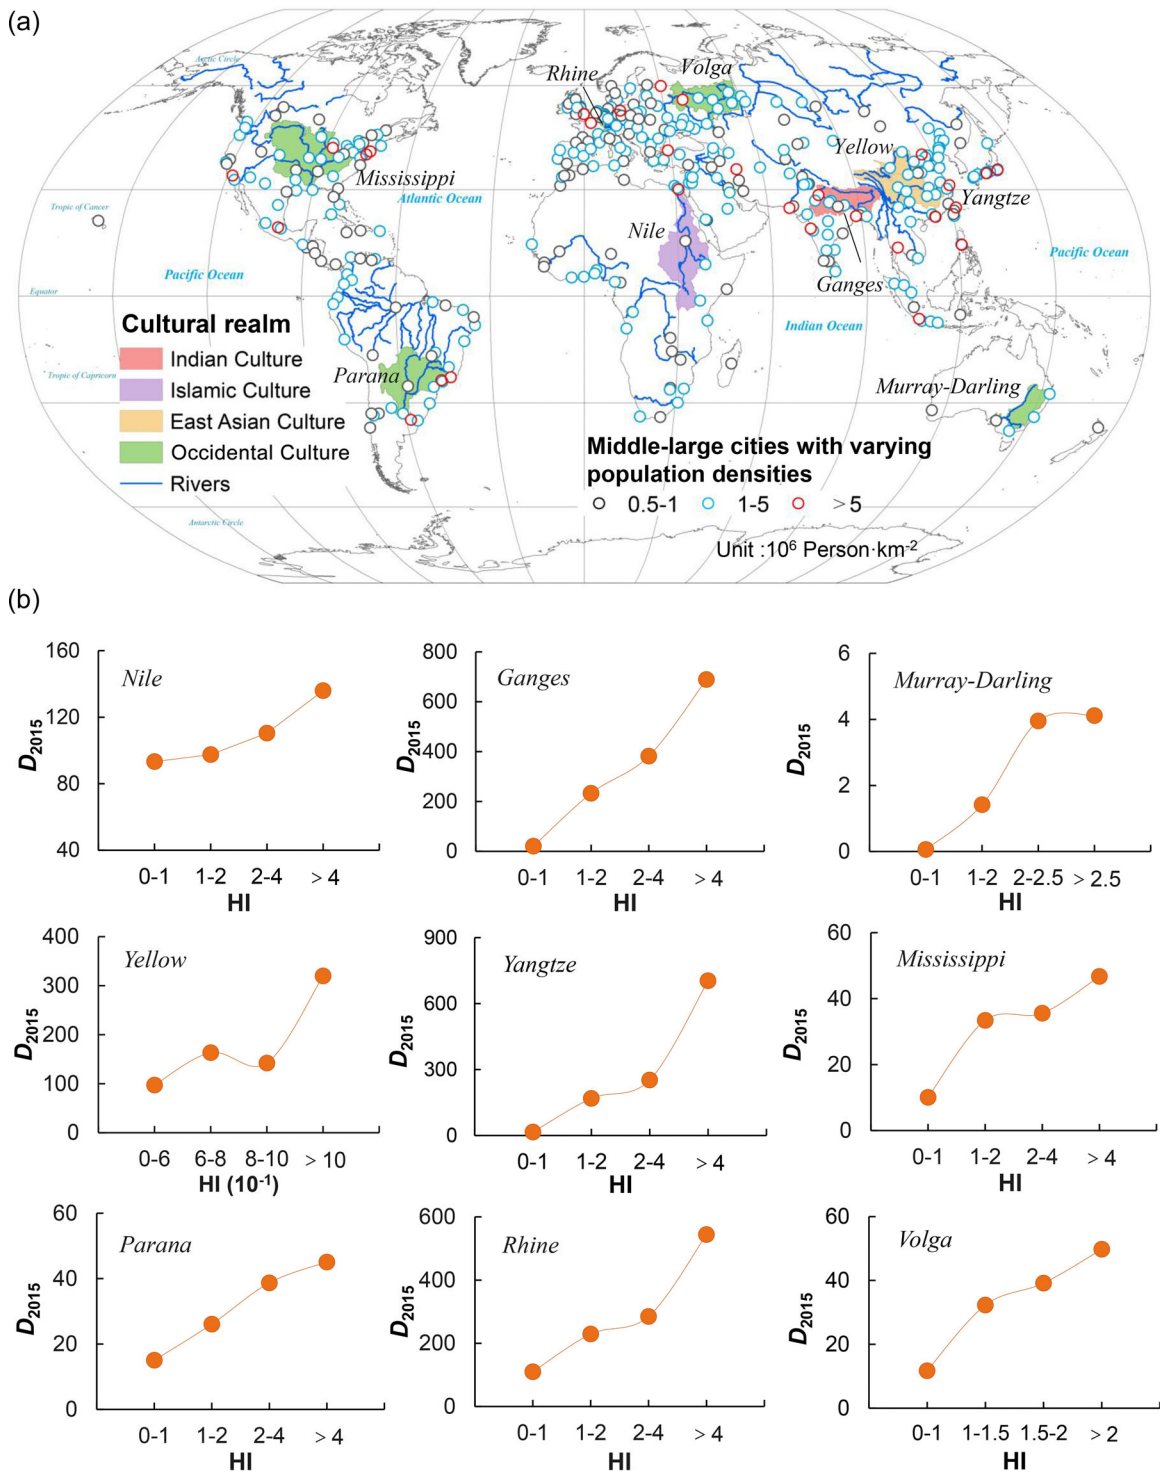 (a)
Arctic Circle
Rhine
Volga
Mississippi
Yellow
Yangtze
Tropic of Cancer
Atlantic Ocean
Nile
Pacific Ocean
Pacific Ocean
Ganges
Equator
Indian Ocean
Cultural realm
Indian Culture
Islamic Culture
East Asian Culture
Occidental Culture
Rivers
Tropic of Capricorn
Parana
Murray-Darling
Middle-large cities with varying
population densities
0.5-1 1-5 >5
Unit :10⁶ Person·km⁻²
Antarctic Circle
(b)
Nile
D2015
160
120
80
40
0-1 1-2 2-4 > 4
HI
Ganges
D2015
800
600
400
200
0
0-1 1-2 2-4 > 4
HI
Murray-Darling
D2015
6
4
2
0
0-1 1-2 2-2.5 > 2.5
HI
Yellow
D2015
400
300
200
100
0
0-6 6-8 8-10 > 10
HI (10⁻¹)
Yangtze
D2015
900
600
300
0
0-1 1-2 2-4 > 4
HI
Mississippi
D2015
60
40
20
0
0-1 1-2 2-4 > 4
HI
Parana
D2015
60
40
20
0
0-1 1-2 2-4 > 4
HI
Rhine
D2015
600
400
200
0
0-1 1-2 2-4 > 4
HI
Volga
D2015
60
40
20
0
0-1 1-1.5 1.5-2 > 2
HI